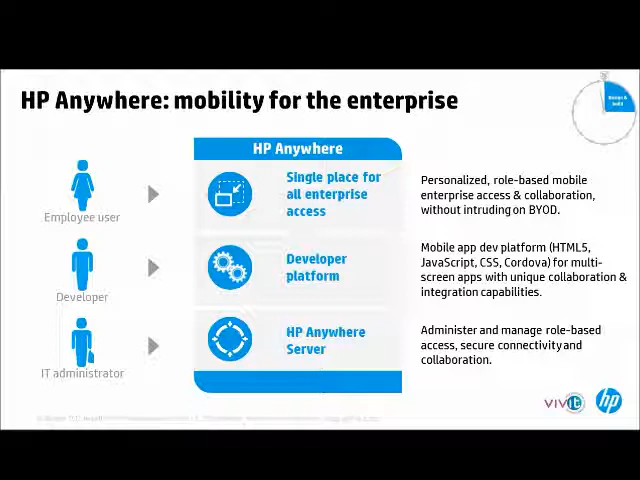 HP Anywhere: mobility for the enterprise
Design &
build
HP Anywhere
Employee user
Single place for
all enterprise
access
Personalized, role-based mobile
enterprise access & collaboration,
without intruding on BYOD.
Developer
Developer
platform
Mobile app dev platform (HTML5,
JavaScript, CSS, Cordova) for multi-
screen apps with unique collaboration &
integration capabilities.
IT administrator
HP Anywhere
Server
Administer and manage role-based
access, secure connectivity and
collaboration.
VIVIT
hp